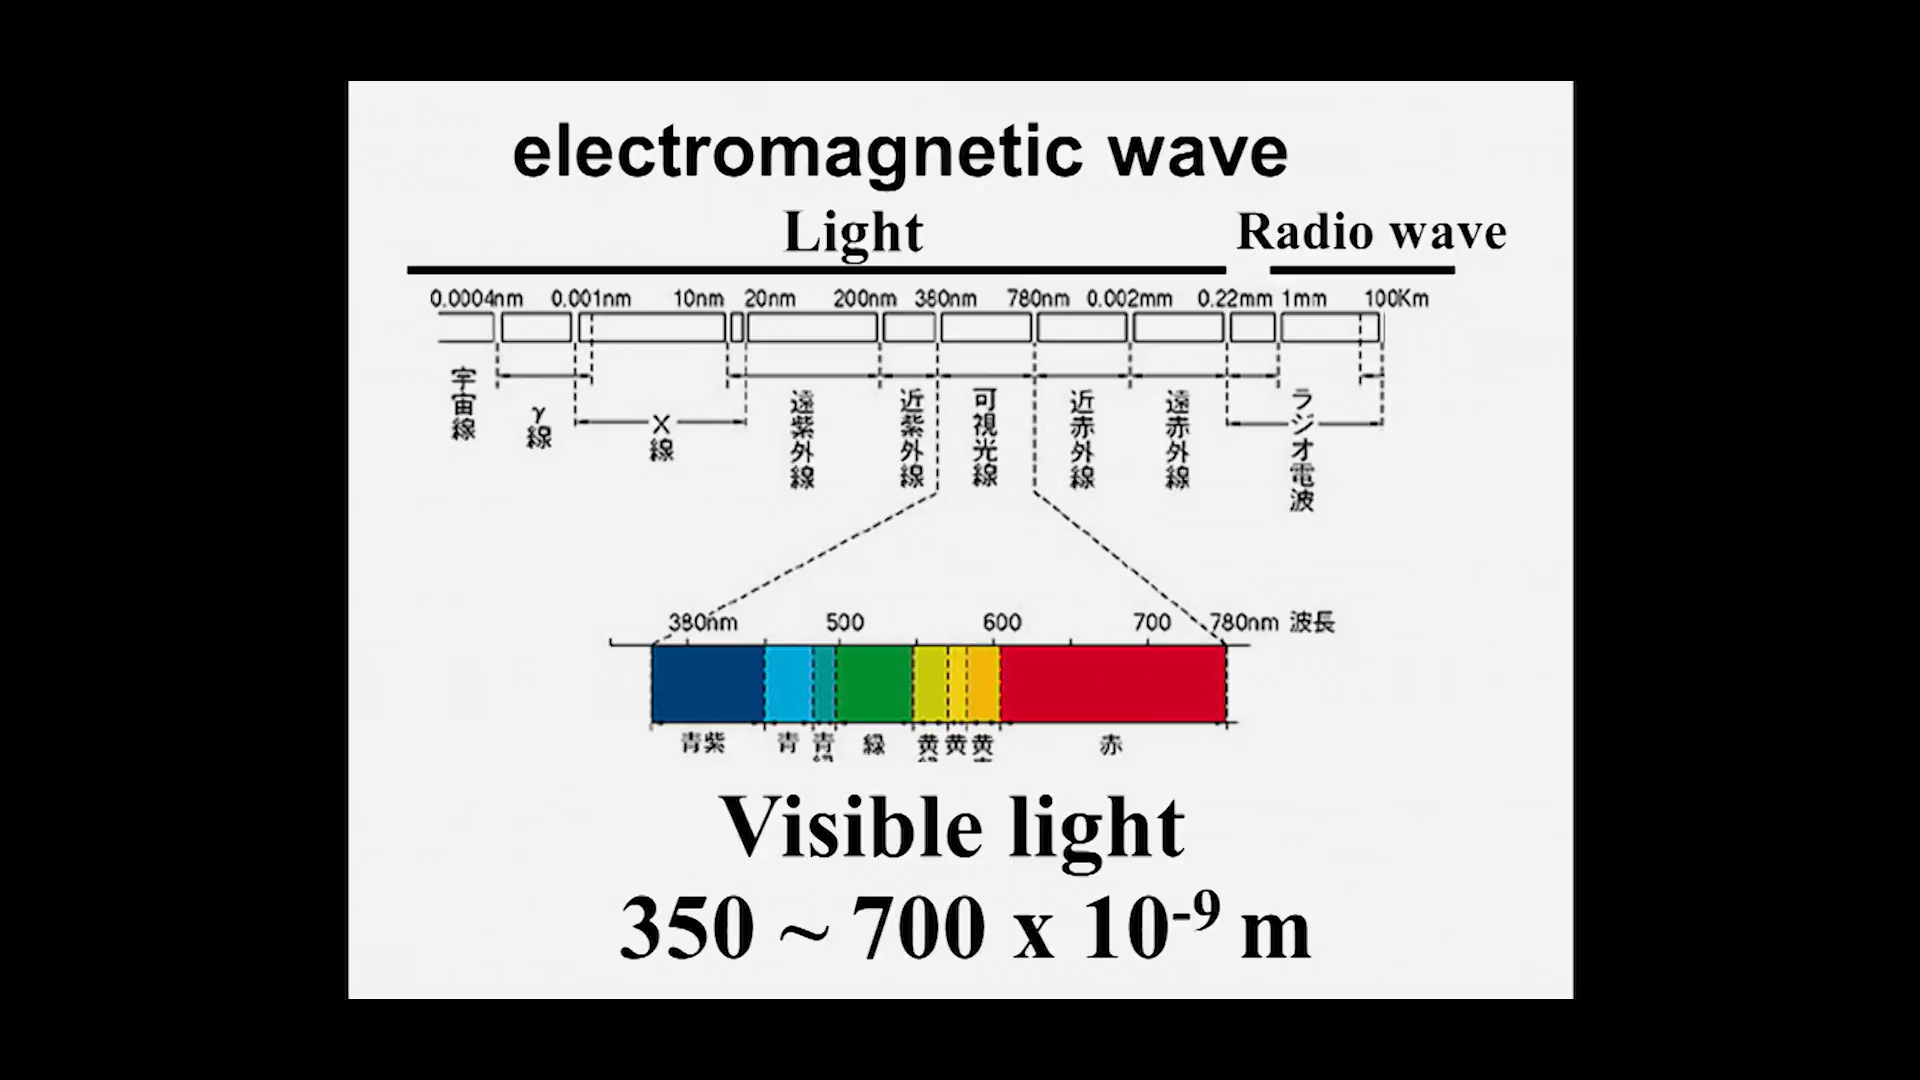 electromagnetic wave
Light
Radio wave
0.0004nm 0.001nm 10nm 20nm 200nm 380nm 780nm 0.002mm 0.22mm 1mm 100Km
宇宙線
γ線
X線
遠紫外線
近紫外線
可視光線
近赤外線
遠赤外線
ラジオ電波
380nm 500 600 700 780nm 波長
青紫 青 青 緑 黄 黄 黄 赤
Visible light
350 ~ 700 x 10⁻⁹ m